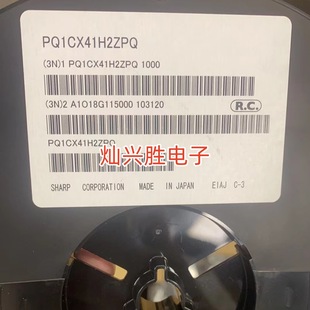 PQ1CX41H2ZPQ
(3N)1 PQ1CX41H2ZPQ 1000
(3N)2 A1O18G115000 103120
R.C.
PQ1CX41H2ZPQ
灿兴胜电子
SHARP CORPORATION MADE IN JAPAN EIAJ C-3